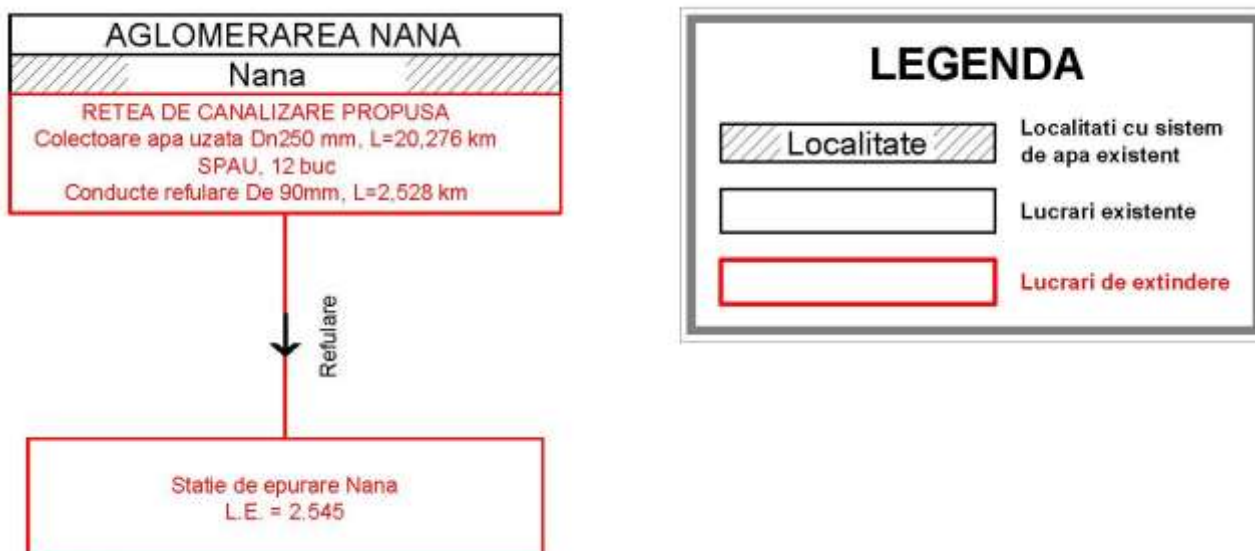 AGLOMERAREA NANA
Nana
RETEA DE CANALIZARE PROPUSA
Colectoare apa uzata Dn250 mm, L=20,276 km
SPAU, 12 buc
Conducte refulare De 90mm, L=2,528 km
Refulare
Statie de epurare Nana
L.E. = 2.545
LEGENDA
Localitate
Localitati cu sistem
de apa existent
Lucrari existente
Lucrari de extindere